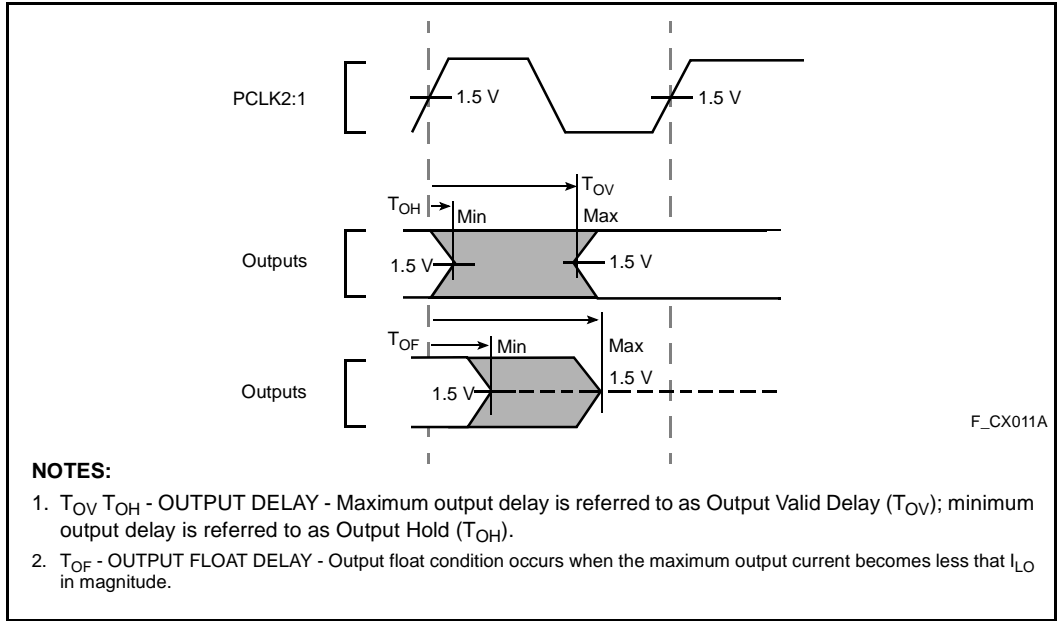 PCLK2:1
1.5 V
1.5 V
TOV
TOH
Min
Max
Outputs
1.5 V
1.5 V
TOF
Min
Max
1.5 V
1.5 V
Outputs
F_CX011A
NOTES:
1. TOV TOH - OUTPUT DELAY - Maximum output delay is referred to as Output Valid Delay (TOV); minimum
output delay is referred to as Output Hold (TOH).
2. TOF - OUTPUT FLOAT DELAY - Output float condition occurs when the maximum output current becomes less that ILO
in magnitude.